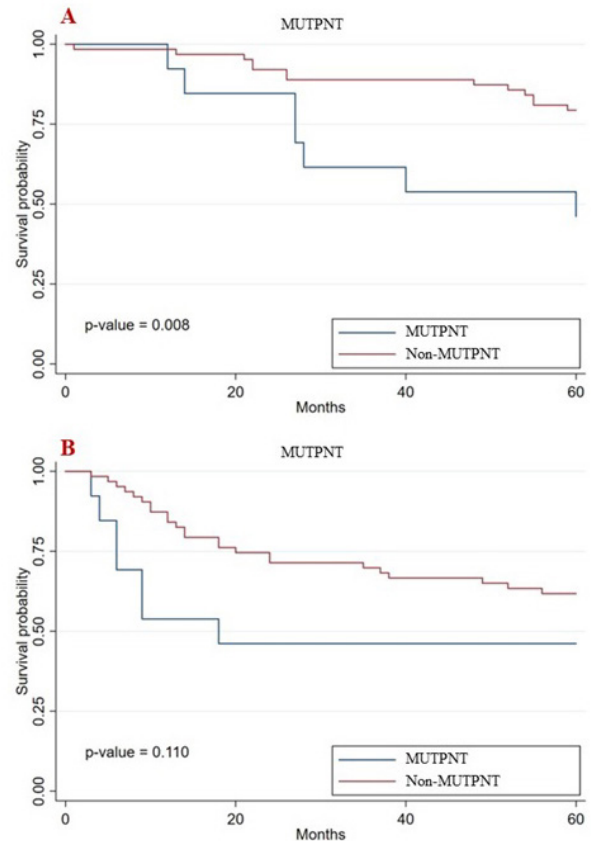 A
MUTPNT
Survival probability
1.00
0.75
0.50
0.25
0.00
p-value = 0.008
MUTPNT
Non-MUTPNT
0
20
40
60
Months
B
MUTPNT
Survival probability
1.00
0.75
0.50
0.25
0.00
p-value = 0.110
MUTPNT
Non-MUTPNT
0
20
40
60
Months